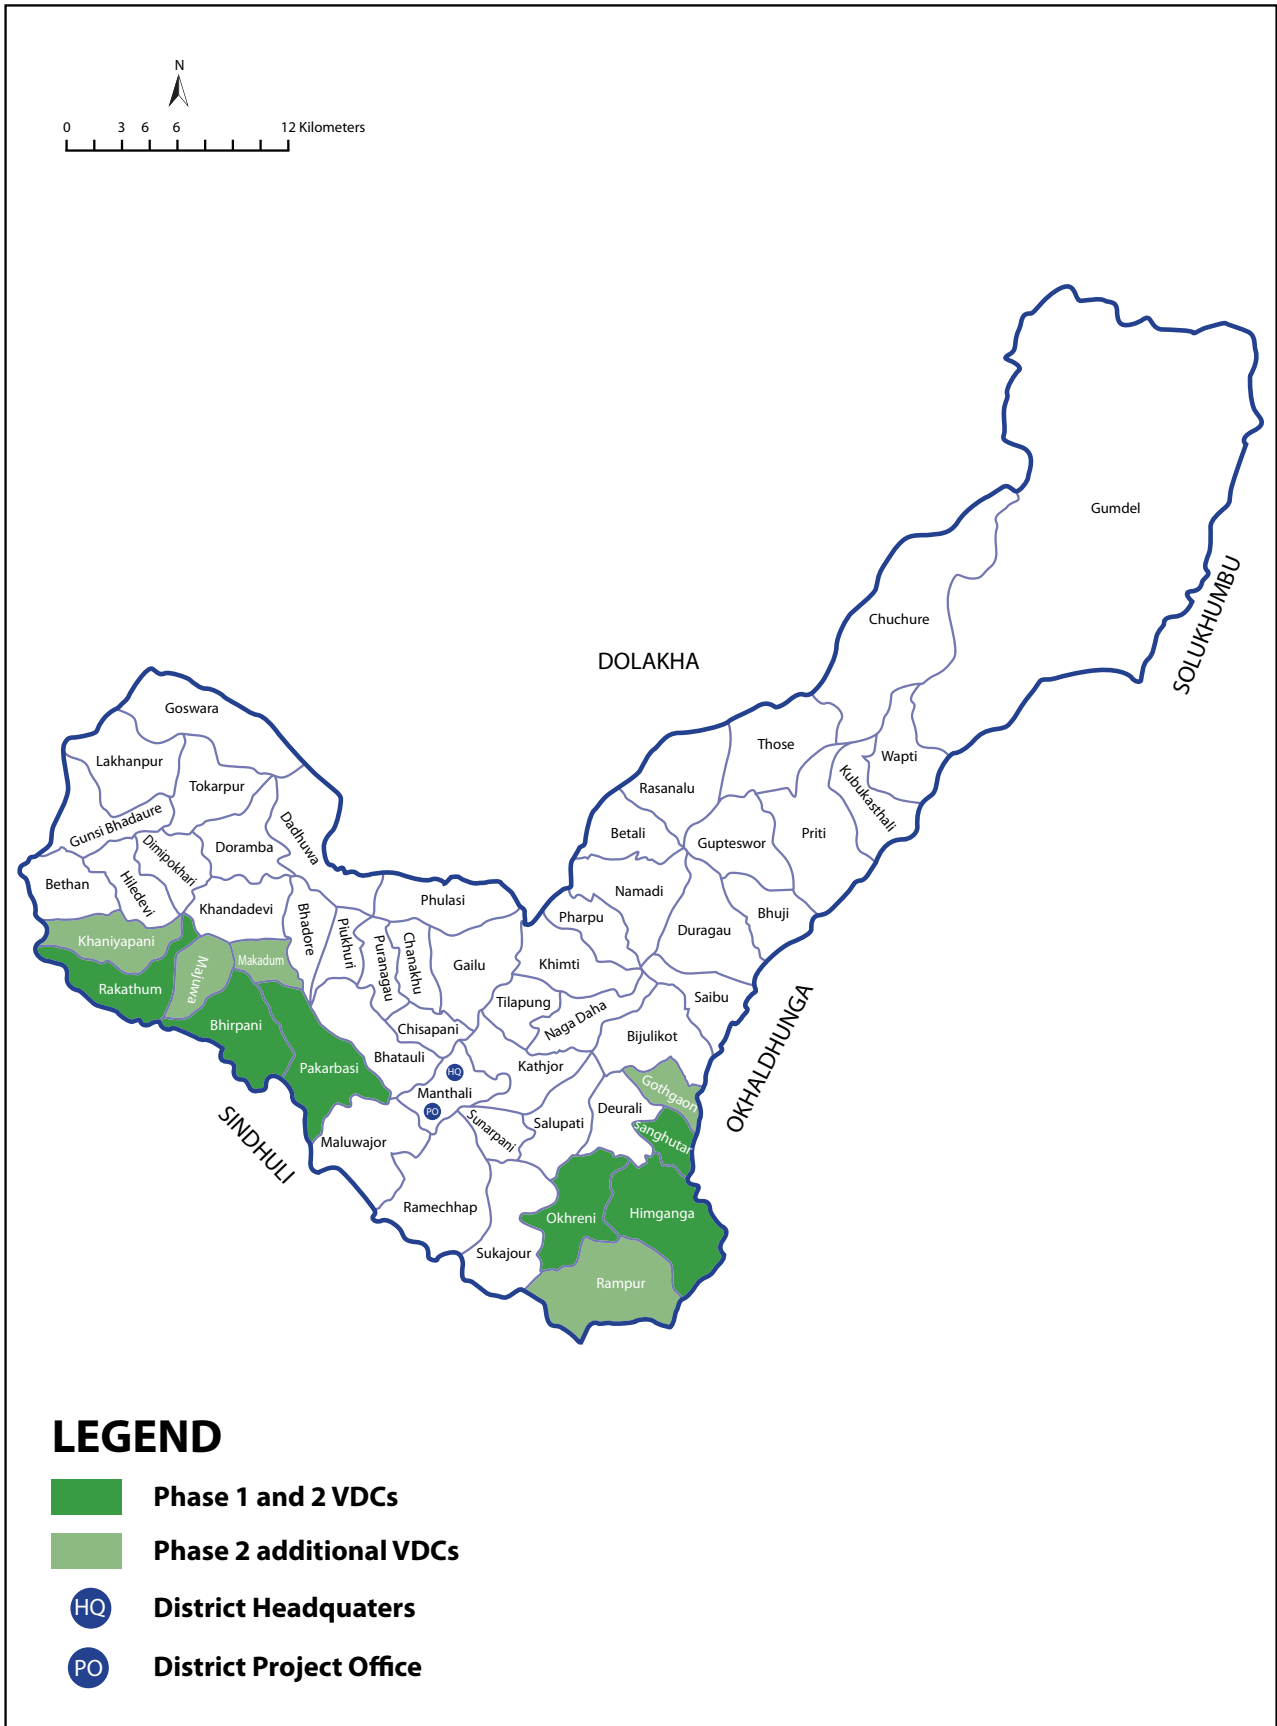 N
0 3 6 6 12 Kilometers
Gumdel
SOLUKHUMBU
Chuchure
DOLAKHA
Goswara
Those
Wapti
Lakhanpur
Tokarpur
Rasanalu
Kubukasthali
Gunsi Bhadaure
Dadhuwa
Betali
Gupteswor
Priti
Doramba
Dimipokhari
Bethan
Hiledevi
Namadi
Phulasi
Khandadevi
Bhadore
Pharpu
Bhuji
Duragau
Piukhuri
Puranagau
Chanakhu
Khaniyapani
Majuwa
Makadum
Gailu
Khimti
Rakathum
Saibu
Tilapung
Naga Daha
Bhirpani
Chisapani
Bijulikot
OKHALDHUNGA
Bhatauli
Pakarbasi
HQ
Kathjor
Manthali
PO
Gothgaon
Deurali
Sunarpani
Salupati
sanghutar
SINDHULI
Maluwajor
Ramechhap
Okhreni
Himganga
Sukajour
Rampur
LEGEND
Phase 1 and 2 VDCs
Phase 2 additional VDCs
HQ District Headquaters
PO District Project Office